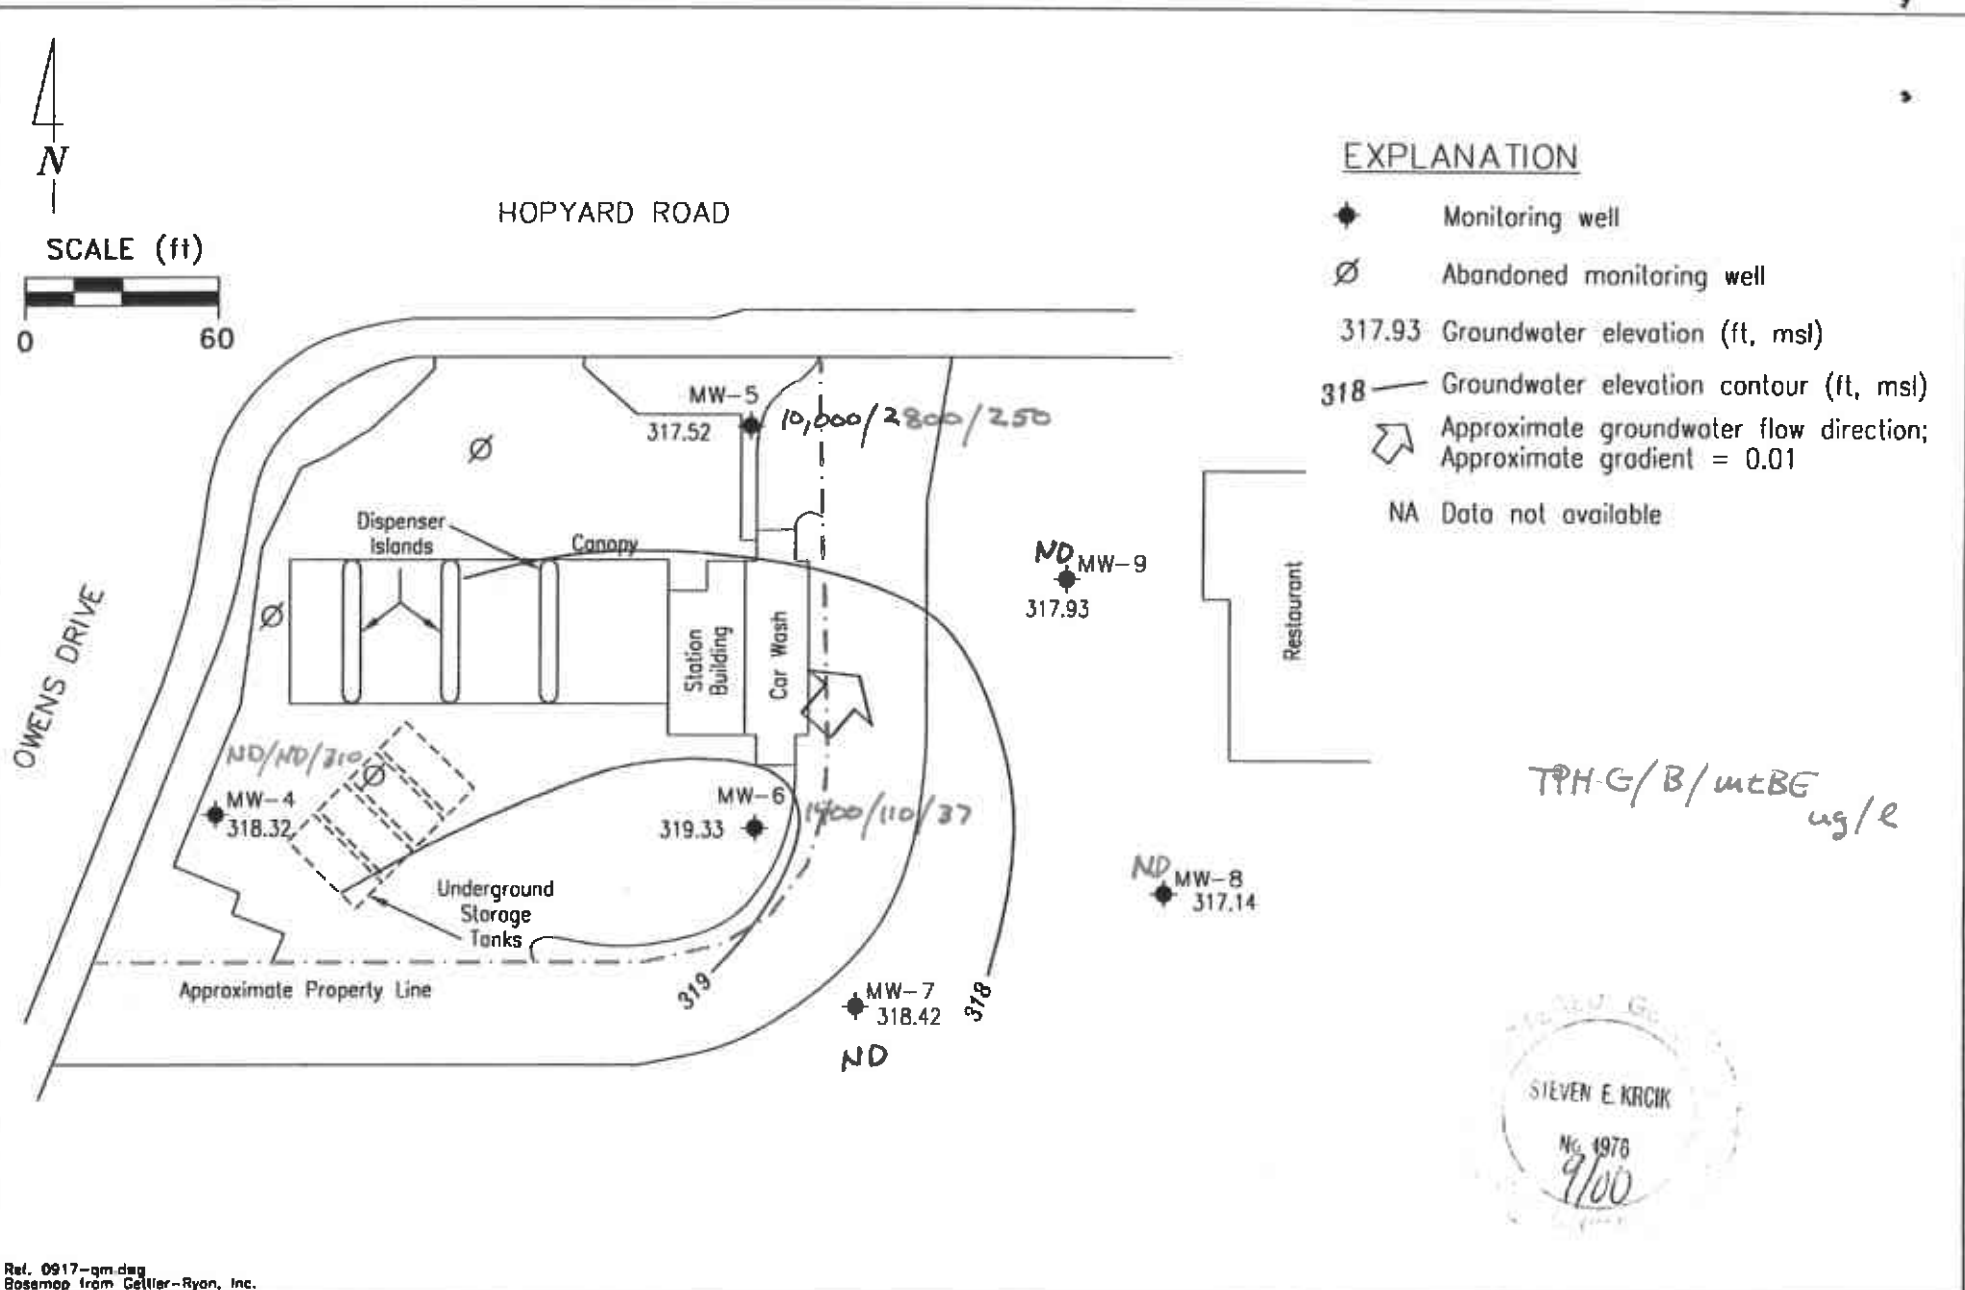 N
SCALE (ft)
0 60
HOPYARD ROAD
OWENS DRIVE
EXPLANATION
Monitoring well
Abandoned monitoring well
317.93 Groundwater elevation (ft, msl)
318 Groundwater elevation contour (ft, msl)
Approximate groundwater flow direction;
Approximate gradient = 0.01
NA Data not available
MW-5
317.52
10,000/2800/250
Dispenser
Islands
Canopy
ND
MW-9
317.93
Restaurant
Station
Building
Car Wash
ND/ND/310
MW-4
318.32
MW-6
319.33
/110/37
Underground
Storage
Tanks
Approximate Property Line
319
318
ND
MW-8
317.14
MW-7
318.42
ND
TPH-G/B/mtBE
ug/l
STEVEN E. KRCIK
No. 4976
9/00
Ref. 0917-qm.dwg
Basemap from Gettler-Ryan, Inc.